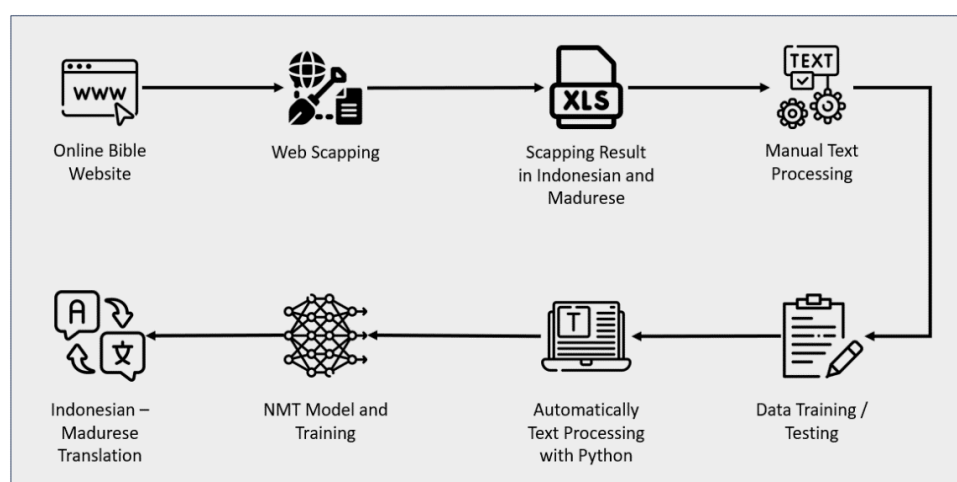 WWW
XLS
TEXT
Online Bible
Website
Web Scapping
Scapping Result
in Indonesian and
Madurese
Manual Text
Processing
A
文
T
Indonesian –
Madurese
Translation
NMT Model and
Training
Automatically
Text Processing
with Python
Data Training /
Testing